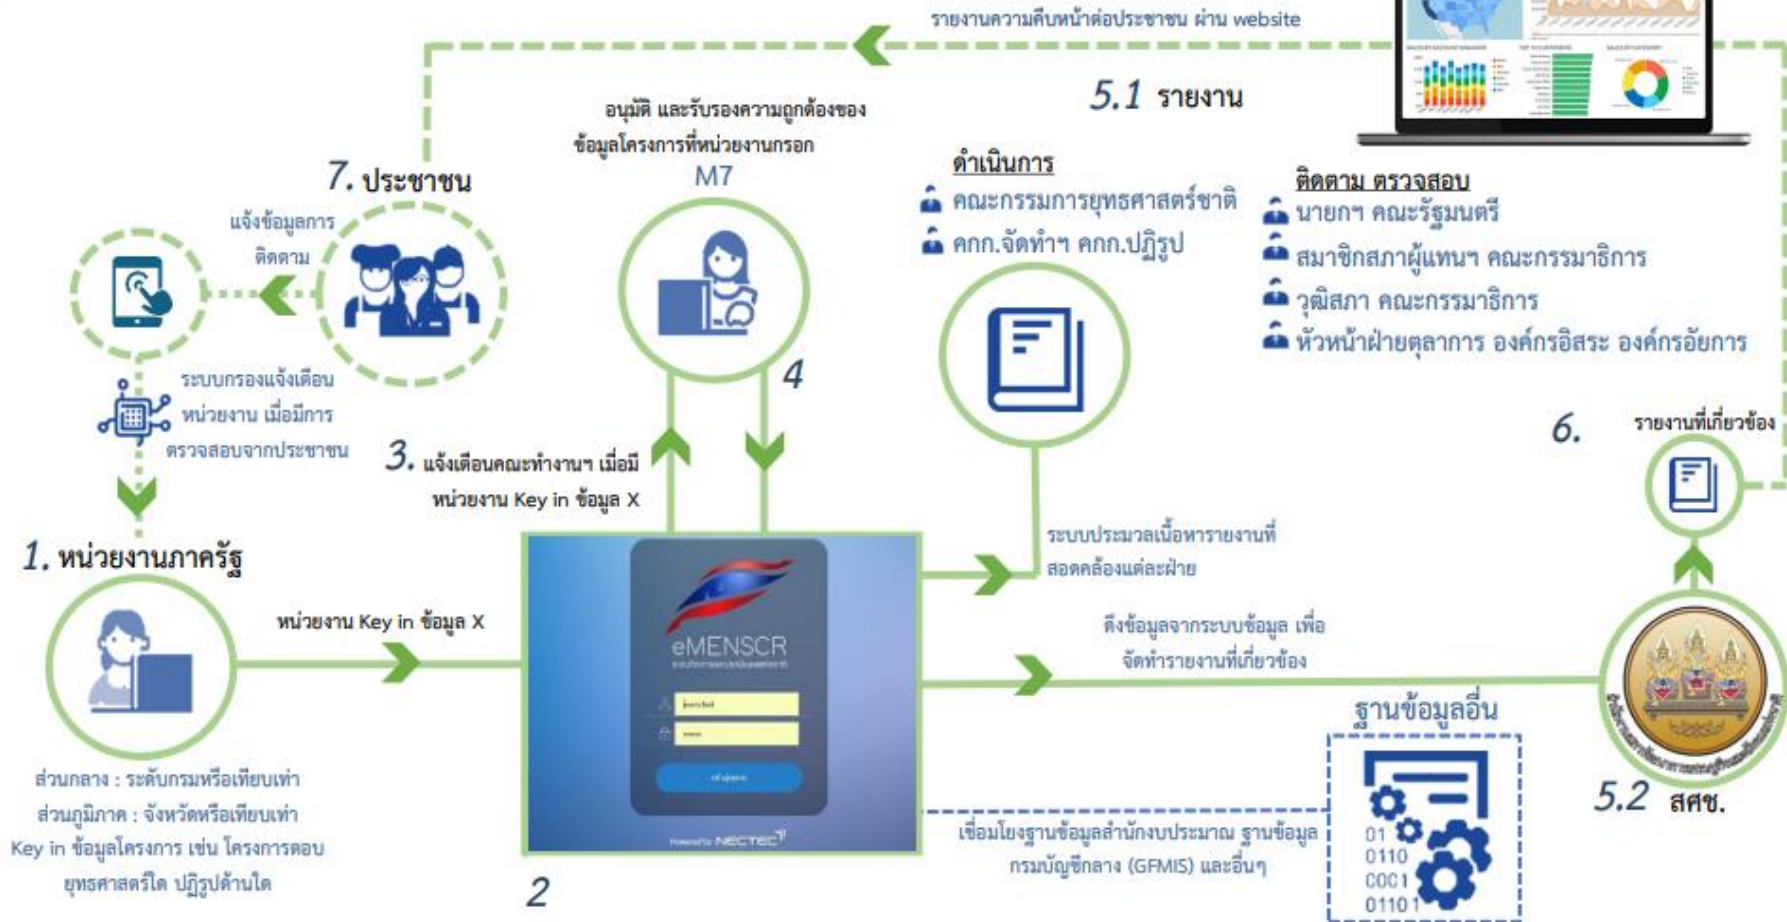 รายงานความคืบหน้าต่อประชาชน ผ่าน website
5.1 รายงาน
อนุมัติ และรับรองความถูกต้องของ
ข้อมูลโครงการที่หน่วยงานกรอก
M7
7. ประชาชน
แจ้งข้อมูลการ
ติดตาม
ดำเนินการ
คณะกรรมการยุทธศาสตร์ชาติ
คกก.จัดทำฯ คกก.ปฏิรูป
ติดตาม ตรวจสอบ
นายกฯ คณะรัฐมนตรี
สมาชิกสภาผู้แทนฯ คณะกรรมาธิการ
วุฒิสภา คณะกรรมาธิการ
หัวหน้าฝ่ายตุลาการ องค์กรอิสระ องค์กรอัยการ
4
ระบบกรองแจ้งเตือน
หน่วยงาน เมื่อมีการ
ตรวจสอบจากประชาชน
3. แจ้งเตือนคณะทำงานฯ เมื่อมี
หน่วยงาน Key in ข้อมูล X
6. รายงานที่เกี่ยวข้อง
1. หน่วยงานภาครัฐ
หน่วยงาน Key in ข้อมูล X
ระบบประมวลเนื้อหารายงานที่
สอดคล้องแต่ละฝ่าย
eMENSCR
ดึงข้อมูลจากระบบข้อมูล เพื่อ
จัดทำรายงานที่เกี่ยวข้อง
ฐานข้อมูลอื่น
ส่วนกลาง : ระดับกรมหรือเทียบเท่า
ส่วนภูมิภาค : จังหวัดหรือเทียบเท่า
Key in ข้อมูลโครงการ เช่น โครงการตอบ
ยุทธศาสตร์ใด ปฏิรูปด้านใด
Powered by NECTEC
2
เชื่อมโยงฐานข้อมูลสำนักงบประมาณ ฐานข้อมูล
กรมบัญชีกลาง (GFMIS) และอื่นๆ
01
0110
0001
01101
5.2 สศช.